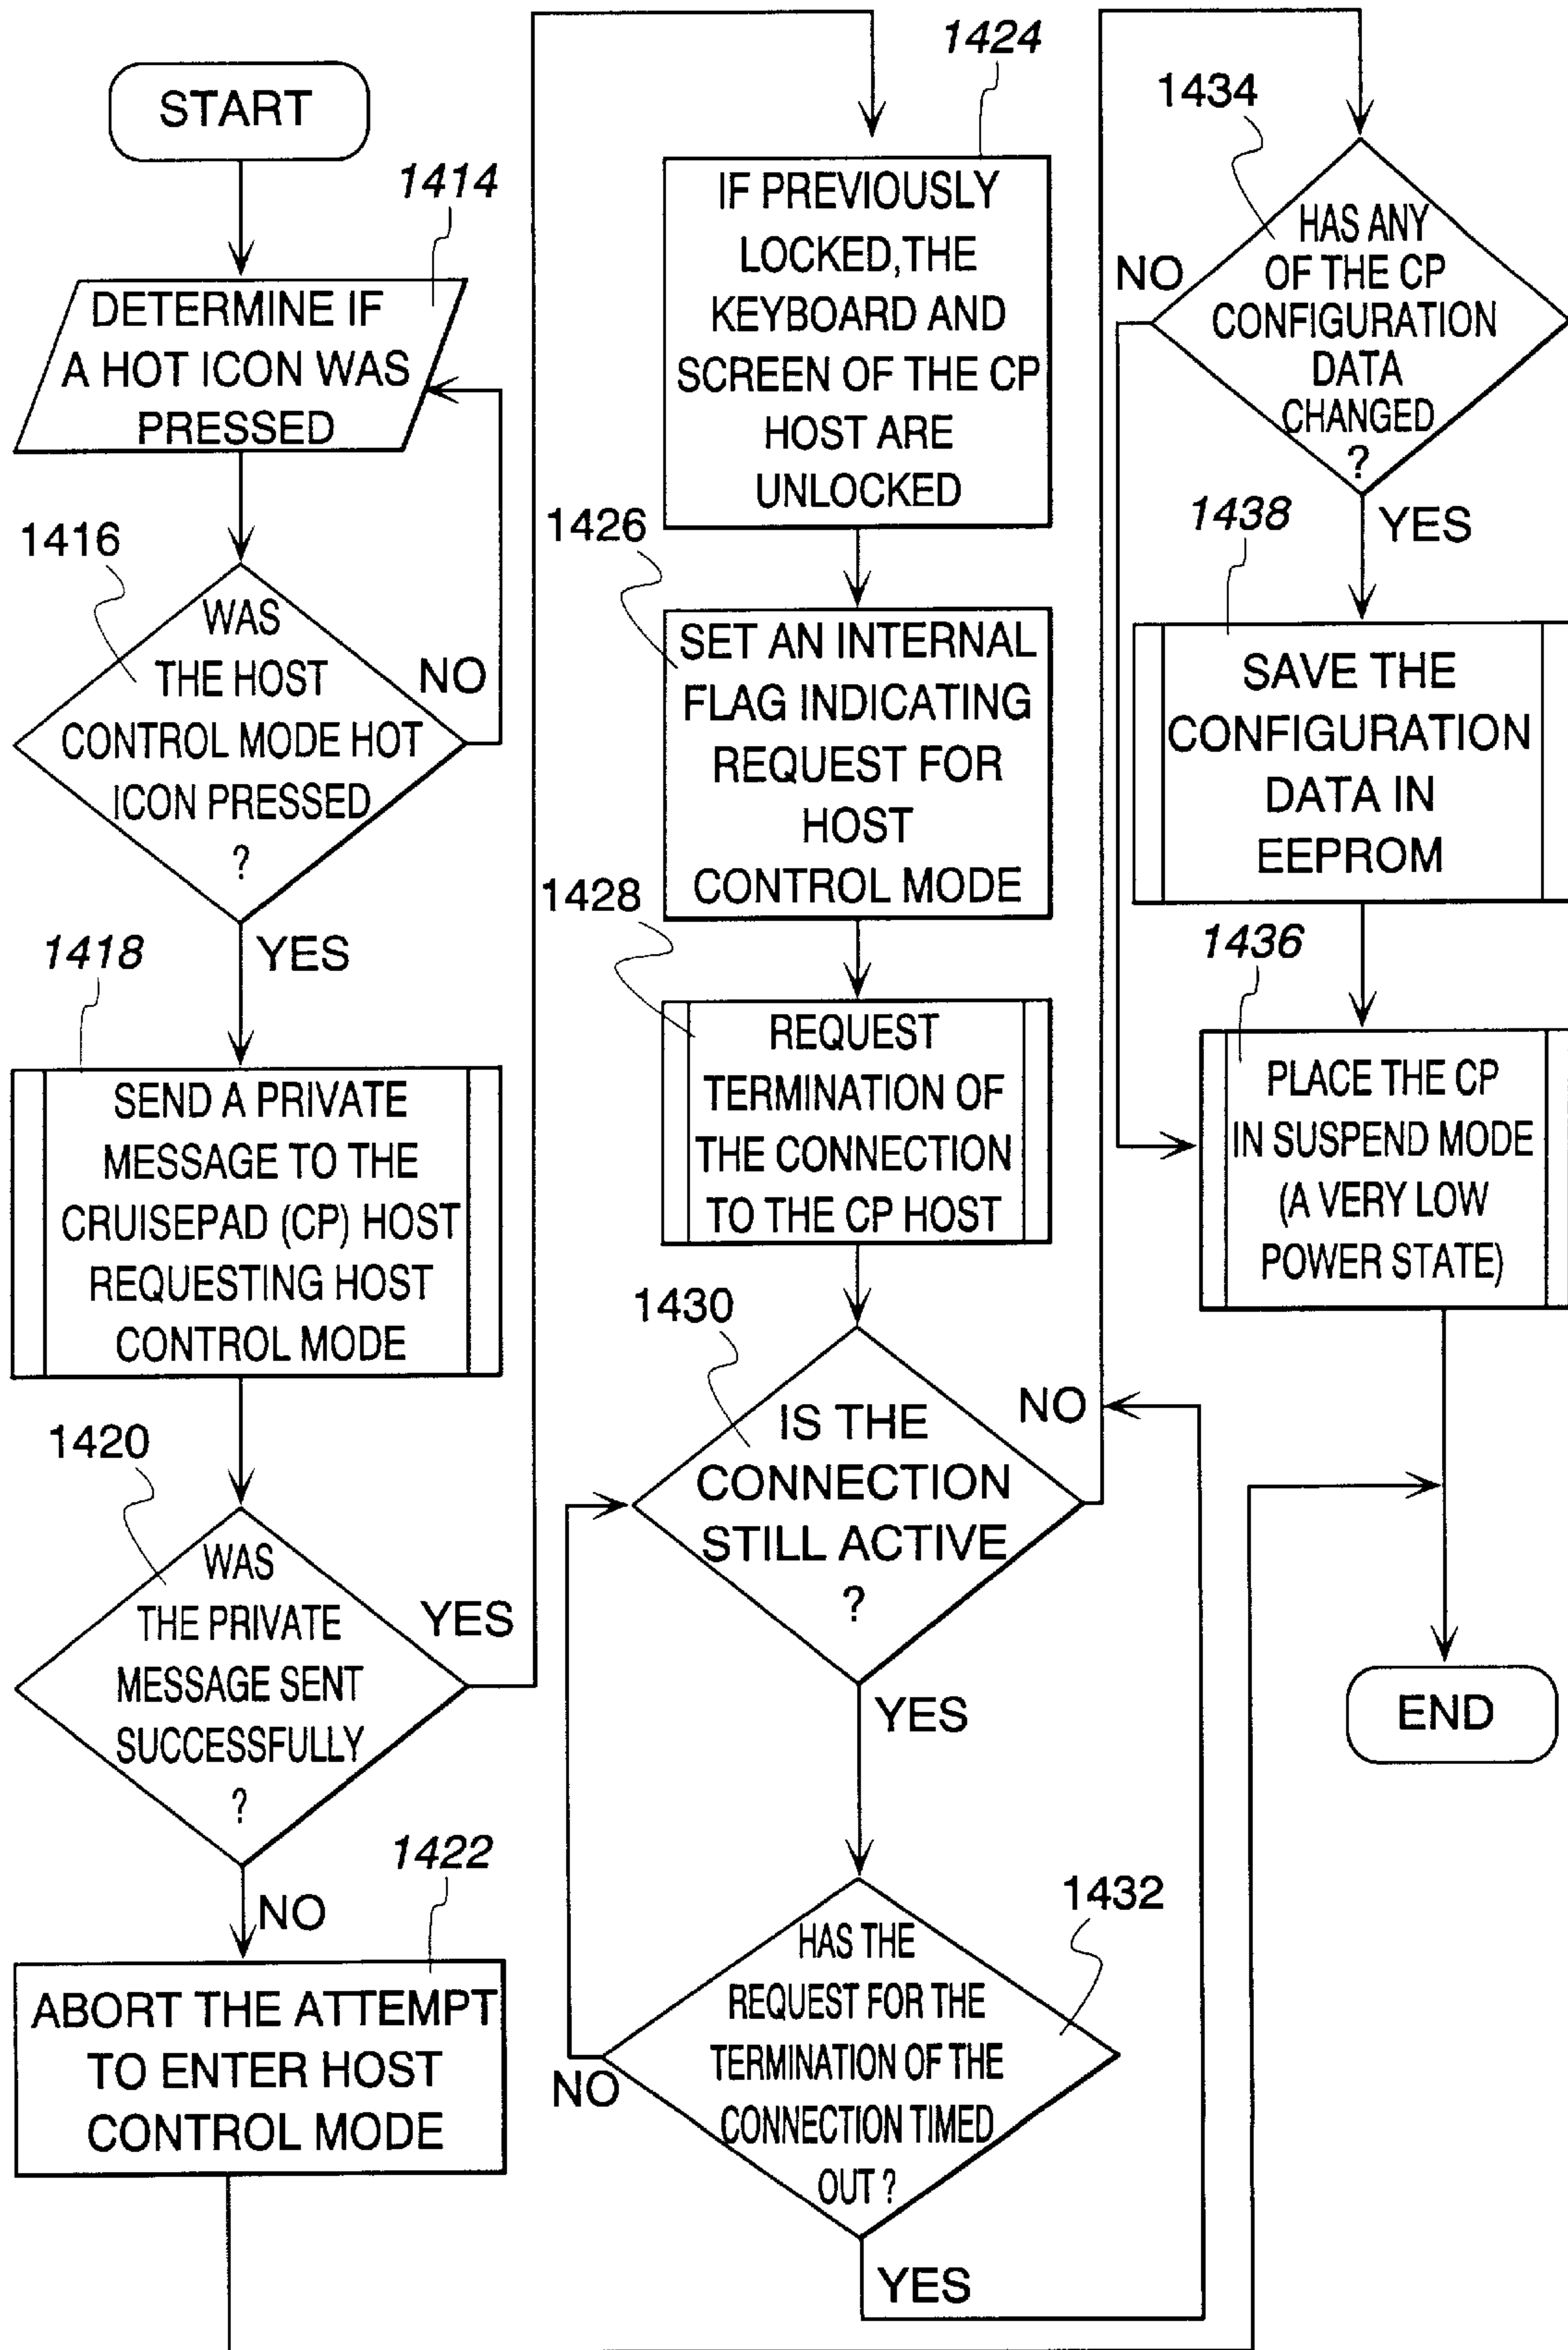 START
1414
DETERMINE IF
A HOT ICON WAS
PRESSED
1416
WAS
THE HOST
CONTROL MODE HOT
ICON PRESSED
?
NO
YES
1418
SEND A PRIVATE
MESSAGE TO THE
CRUISEPAD (CP) HOST
REQUESTING HOST
CONTROL MODE
1420
WAS
THE PRIVATE
MESSAGE SENT
SUCCESSFULLY
?
YES
NO
1422
ABORT THE ATTEMPT
TO ENTER HOST
CONTROL MODE
1424
IF PREVIOUSLY
LOCKED, THE
KEYBOARD AND
SCREEN OF THE CP
HOST ARE
UNLOCKED
1426
SET AN INTERNAL
FLAG INDICATING
REQUEST FOR
HOST
CONTROL MODE
1428
REQUEST
TERMINATION OF
THE CONNECTION
TO THE CP HOST
1430
IS THE
CONNECTION
STILL ACTIVE
?
NO
YES
1432
HAS THE
REQUEST FOR THE
TERMINATION OF THE
CONNECTION TIMED
OUT ?
NO
YES
1434
HAS ANY
OF THE CP
CONFIGURATION
DATA
CHANGED
?
NO
YES
1438
SAVE THE
CONFIGURATION
DATA IN
EEPROM
1436
PLACE THE CP
IN SUSPEND MODE
(A VERY LOW
POWER STATE)
END